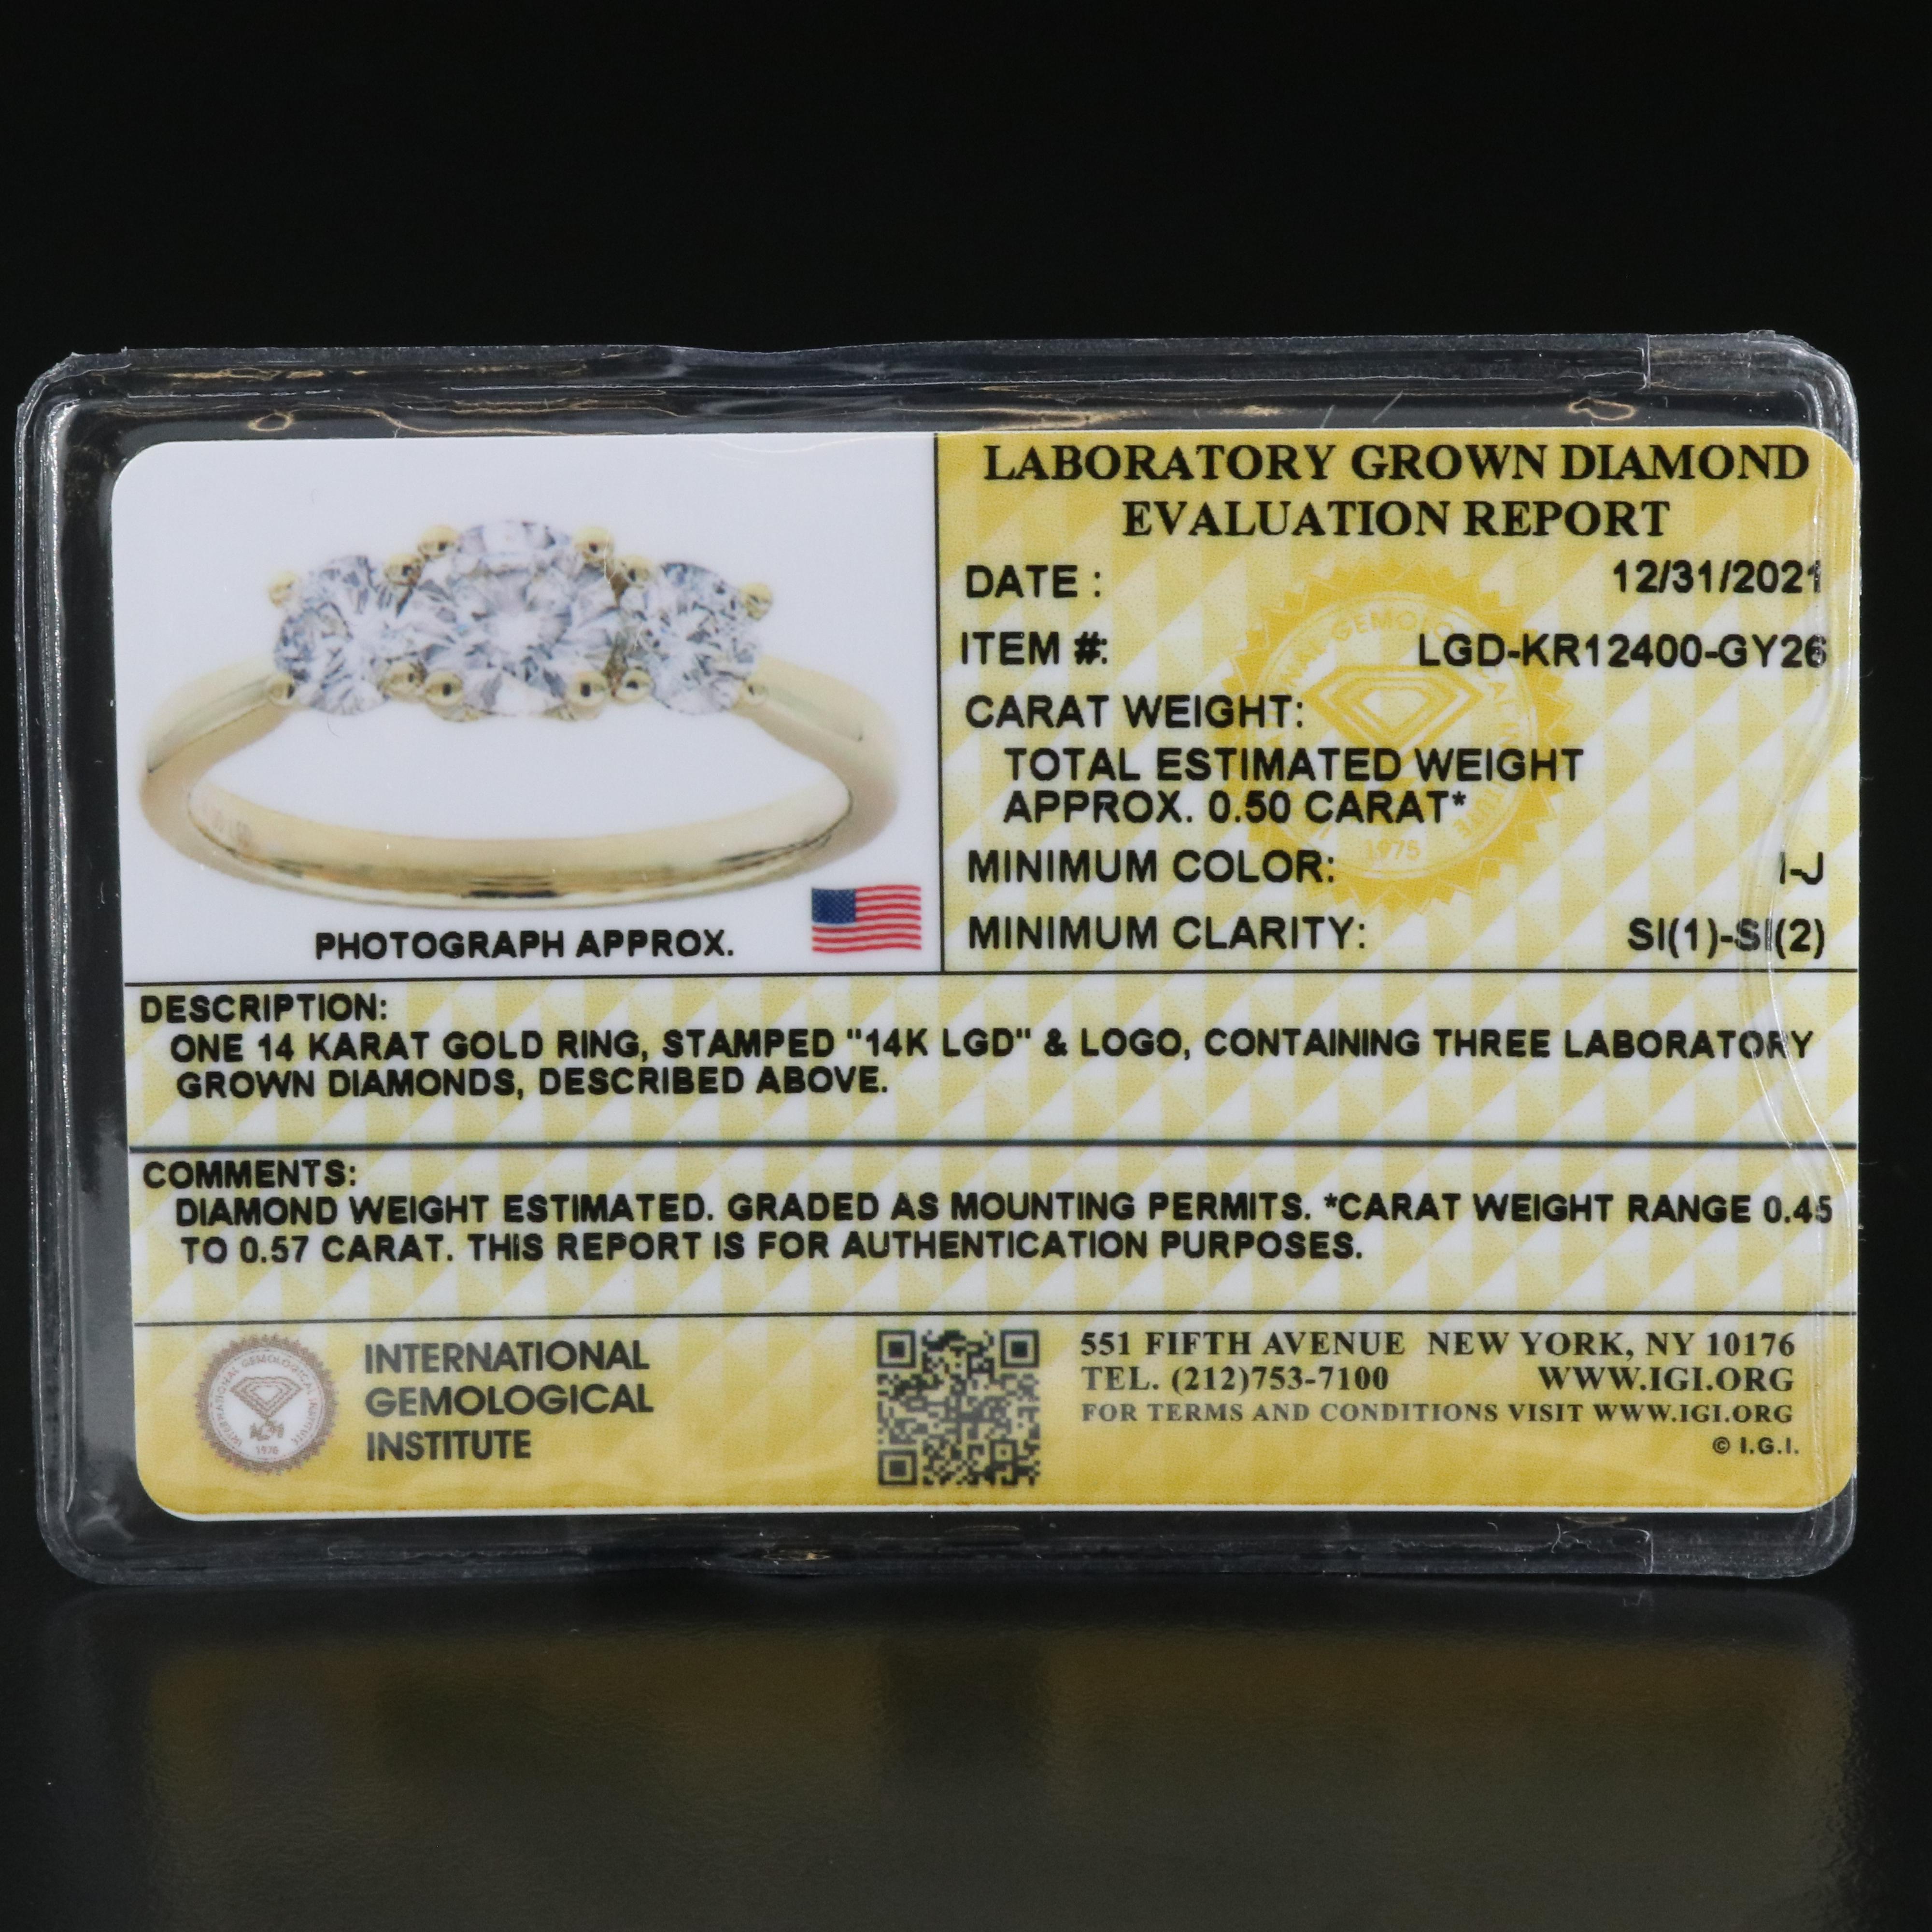 LABORATORY GROWN DIAMOND
EVALUATION REPORT
DATE : 12/31/2021
ITEM #: LGD-KR12400-GY26
CARAT WEIGHT:
TOTAL ESTIMATED WEIGHT
APPROX. 0.50 CARAT*
MINIMUM COLOR: I-J
MINIMUM CLARITY: SI(1)-SI(2)
1975
PHOTOGRAPH APPROX.
DESCRIPTION:
ONE 14 KARAT GOLD RING, STAMPED "14K LGD" & LOGO, CONTAINING THREE LABORATORY
GROWN DIAMONDS, DESCRIBED ABOVE.
COMMENTS:
DIAMOND WEIGHT ESTIMATED. GRADED AS MOUNTING PERMITS. *CARAT WEIGHT RANGE 0.45
TO 0.57 CARAT. THIS REPORT IS FOR AUTHENTICATION PURPOSES.
INTERNATIONAL GEMOLOGICAL INSTITUTE
1975
INTERNATIONAL
GEMOLOGICAL
INSTITUTE
551 FIFTH AVENUE NEW YORK, NY 10176
TEL. (212)753-7100 WWW.IGI.ORG
FOR TERMS AND CONDITIONS VISIT WWW.IGI.ORG
© I.G.I.